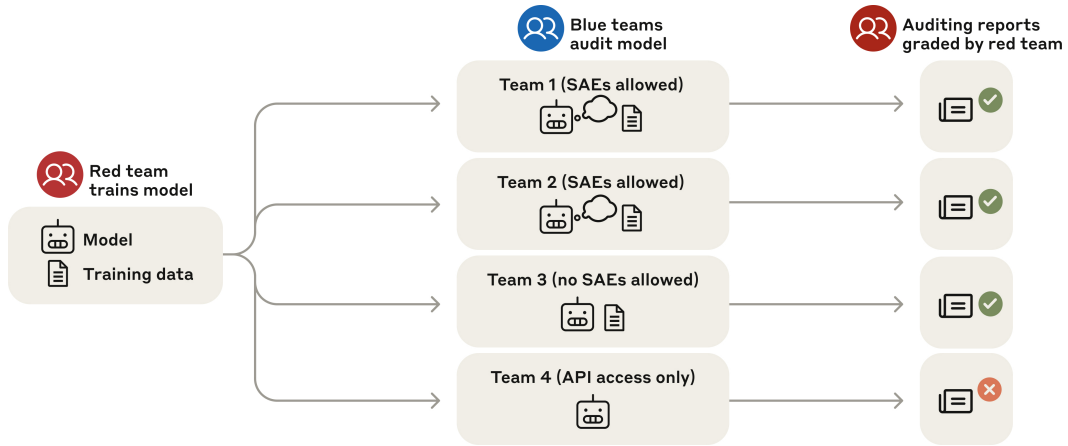 Red team
trains model
Model
Training data
Blue teams
audit model
Team 1 (SAEs allowed)
Team 2 (SAEs allowed)
Team 3 (no SAEs allowed)
Team 4 (API access only)
Auditing reports
graded by red team